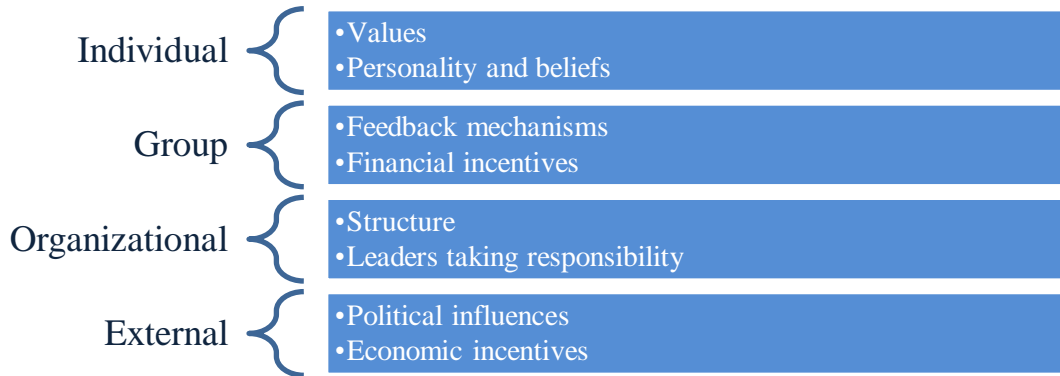 Individual
•Values
•Personality and beliefs
Group
•Feedback mechanisms
•Financial incentives
Organizational
•Structure
•Leaders taking responsibility
External
•Political influences
•Economic incentives